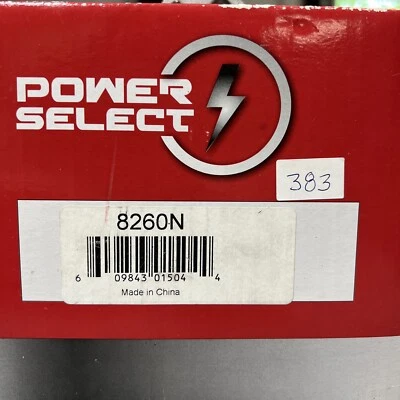 POWER
SELECT
383
8260N
6 09843 01504 4
Made in China